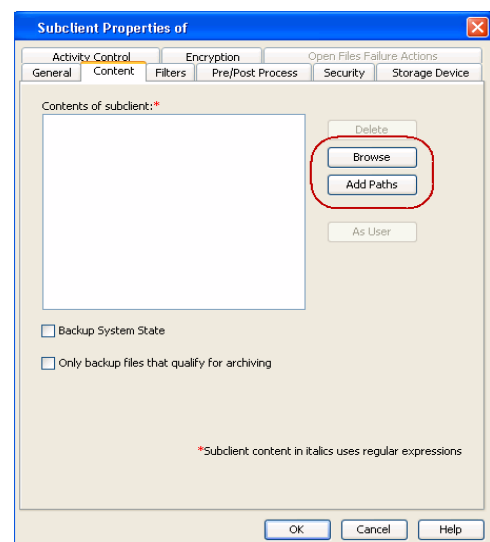 Subclient Properties of
Activity Control Encryption Open Files Failure Actions
General Content Filters Pre/Post Process Security Storage Device
Contents of subclient:*
Delete
Browse
Add Paths
As User
Backup System State
Only backup files that qualify for archiving
*Subclient content in italics uses regular expressions
OK Cancel Help